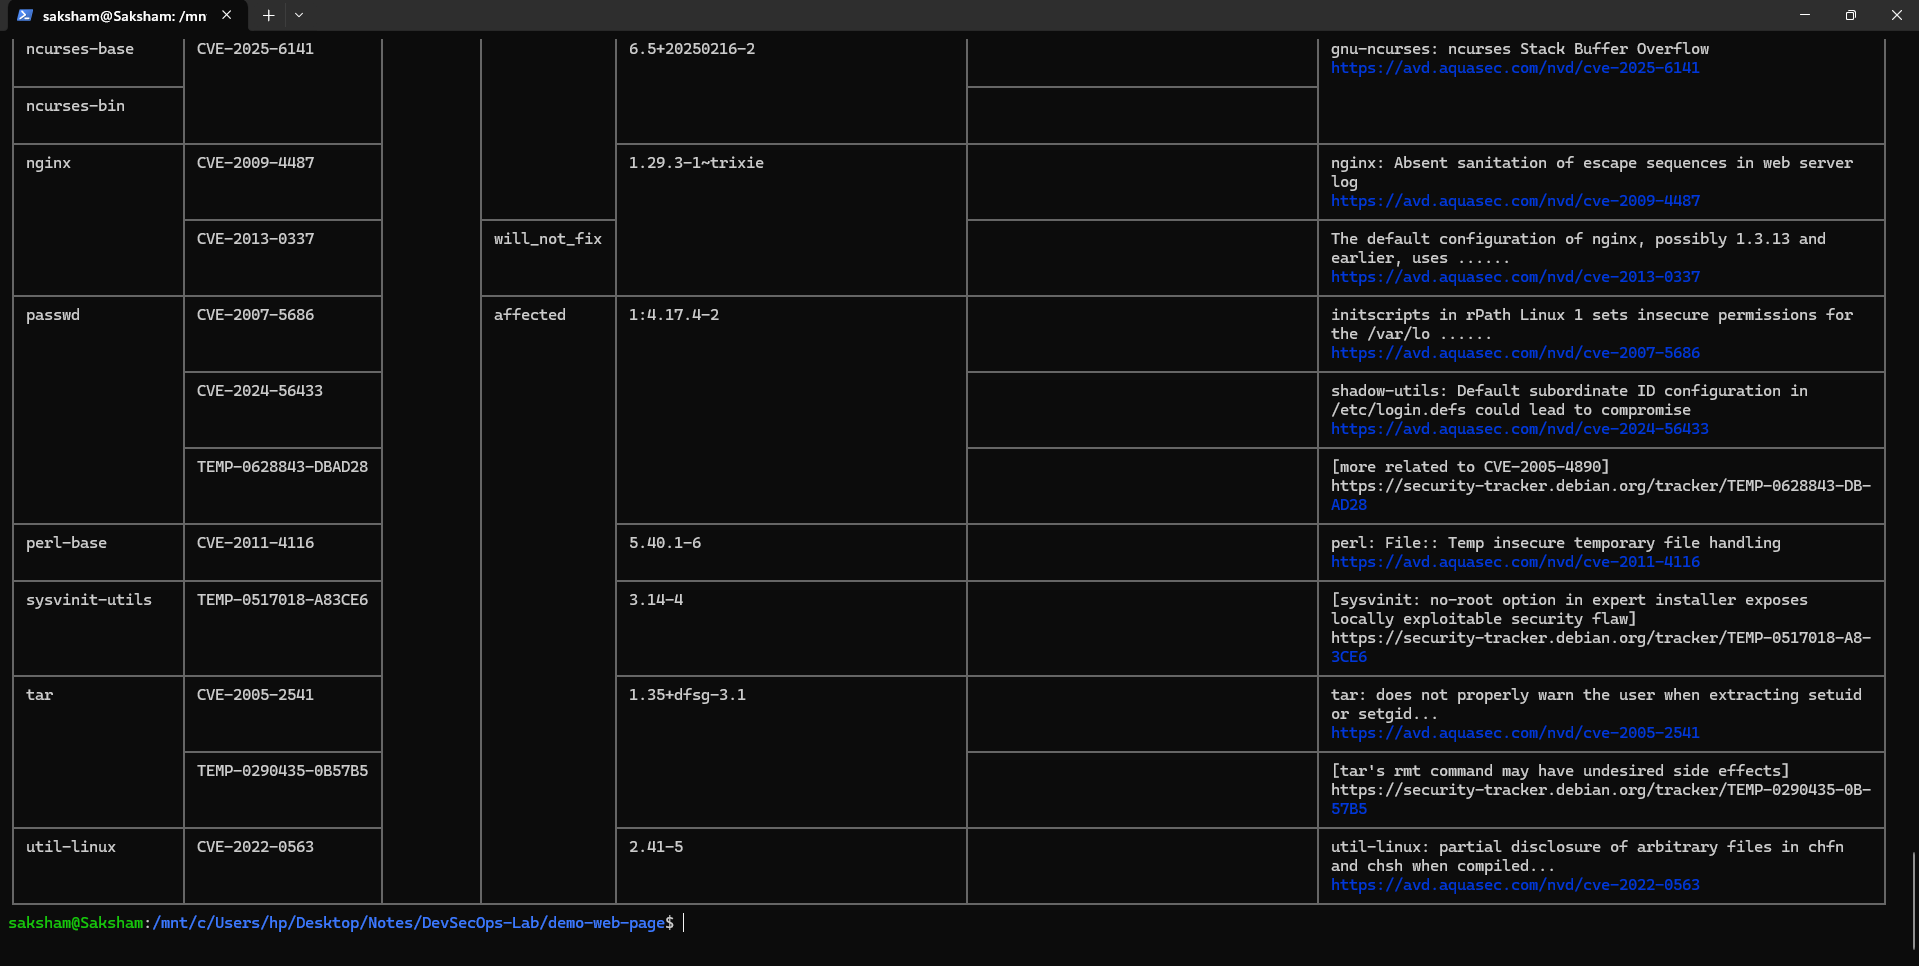 saksham@Saksham: /mn
ncurses-base CVE-2025-6141 6.5+20250216-2 gnu-ncurses: ncurses Stack Buffer Overflow
https://avd.aquasec.com/nvd/cve-2025-6141
ncurses-bin
nginx CVE-2009-4487 1.29.3-1~trixie nginx: Absent sanitation of escape sequences in web server
log
https://avd.aquasec.com/nvd/cve-2009-4487
CVE-2013-0337 will_not_fix The default configuration of nginx, possibly 1.3.13 and
earlier, uses ......
https://avd.aquasec.com/nvd/cve-2013-0337
passwd CVE-2007-5686 affected 1:4.17.4-2 initscripts in rPath Linux 1 sets insecure permissions for
the /var/lo ......
https://avd.aquasec.com/nvd/cve-2007-5686
CVE-2024-56433 shadow-utils: Default subordinate ID configuration in
/etc/login.defs could lead to compromise
https://avd.aquasec.com/nvd/cve-2024-56433
TEMP-0628843-DBAD28 [more related to CVE-2005-4890]
https://security-tracker.debian.org/tracker/TEMP-0628843-DB-
AD28
perl-base CVE-2011-4116 5.40.1-6 perl: File:: Temp insecure temporary file handling
https://avd.aquasec.com/nvd/cve-2011-4116
sysvinit-utils TEMP-0517018-A83CE6 3.14-4 [sysvinit: no-root option in expert installer exposes
locally exploitable security flaw]
https://security-tracker.debian.org/tracker/TEMP-0517018-A8-
3CE6
tar CVE-2005-2541 1.35+dfsg-3.1 tar: does not properly warn the user when extracting setuid
or setgid...
https://avd.aquasec.com/nvd/cve-2005-2541
TEMP-0290435-0B57B5 [tar's rmt command may have undesired side effects]
https://security-tracker.debian.org/tracker/TEMP-0290435-0B-
57B5
util-linux CVE-2022-0563 2.41-5 util-linux: partial disclosure of arbitrary files in chfn
and chsh when compiled...
https://avd.aquasec.com/nvd/cve-2022-0563
saksham@Saksham:/mnt/c/Users/hp/Desktop/Notes/DevSecOps-Lab/demo-web-page$